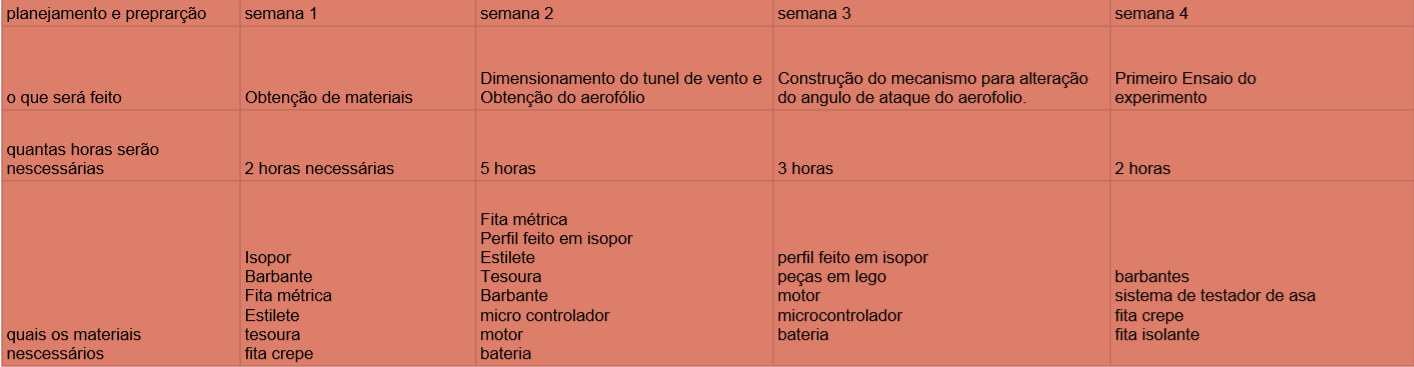 planejamento e preprarção
semana 1
semana 2
semana 3
semana 4
o que será feito
Obtenção de materiais
Dimensionamento do tunel de vento e
Obtenção do aerofólio
Construção do mecanismo para alteração
do angulo de ataque do aerofolio.
Primeiro Ensaio do
experimento
quantas horas serão
nescessárias
2 horas necessárias
5 horas
3 horas
2 horas
quais os materiais
nescessários
Isopor
Barbante
Fita métrica
Estilete
tesoura
fita crepe
Fita métrica
Perfil feito em isopor
Estilete
Tesoura
Barbante
micro controlador
motor
bateria
perfil feito em isopor
peças em lego
motor
microcontrolador
bateria
barbantes
sistema de testador de asa
fita crepe
fita isolante